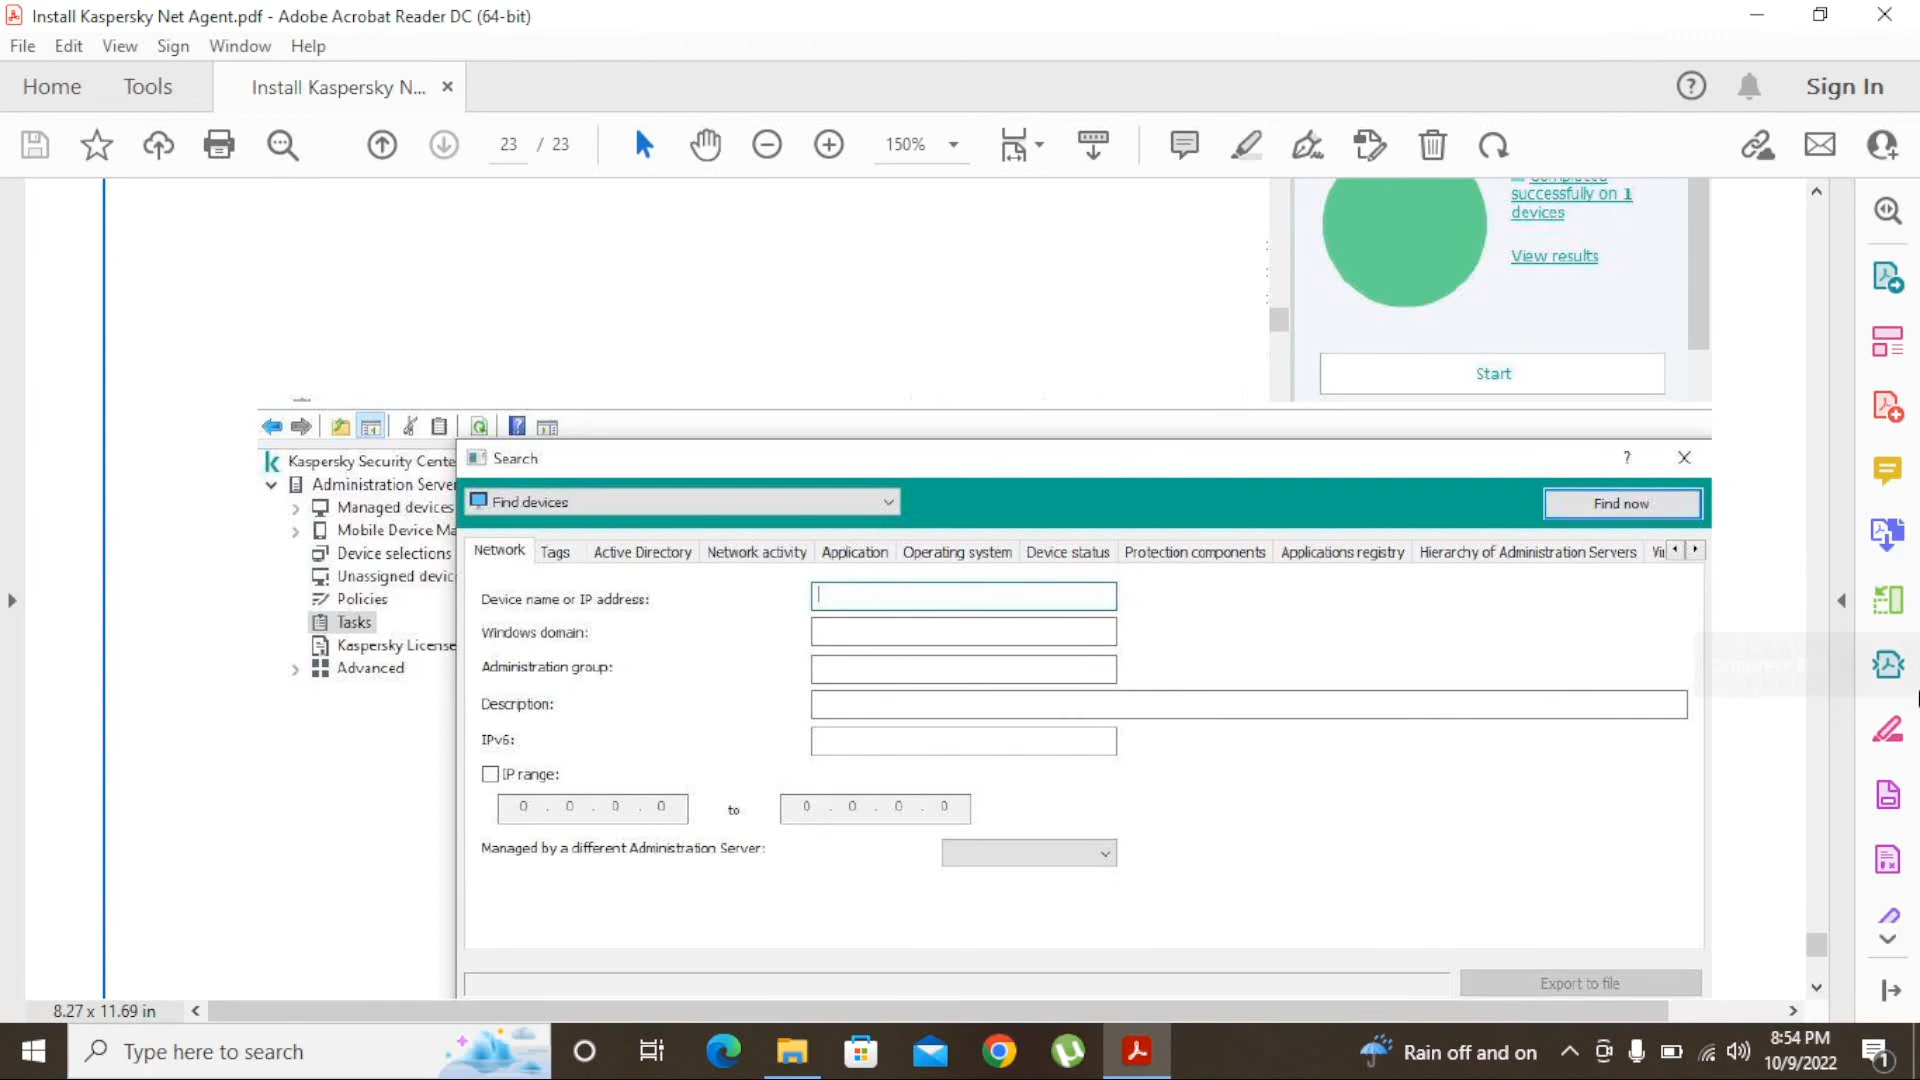 Install Kaspersky Net Agent.pdf - Adobe Acrobat Reader DC (64-bit)
File Edit View Sign Window Help
Home Tools Install Kaspersky N... Sign In
23 / 23 150%
Completed
successfully on 1
devices
View results
Start
Kaspersky Security Cente
Administration Server
Managed devices
Mobile Device Ma
Device selections
Unassigned devic
Policies
Tasks
Kaspersky License
Advanced
Search
Find devices
Find now
Network Tags Active Directory Network activity Application Operating system Device status Protection components Applications registry Hierarchy of Administration Servers
Device name or IP address:
Windows domain:
Administration group:
Description:
IPv6:
IP range:
0 . 0 . 0 . 0 to 0 . 0 . 0 . 0
Managed by a different Administration Server:
Export to file
8.27 x 11.69 in
Type here to search
Rain off and on
8:54 PM
10/9/2022
1